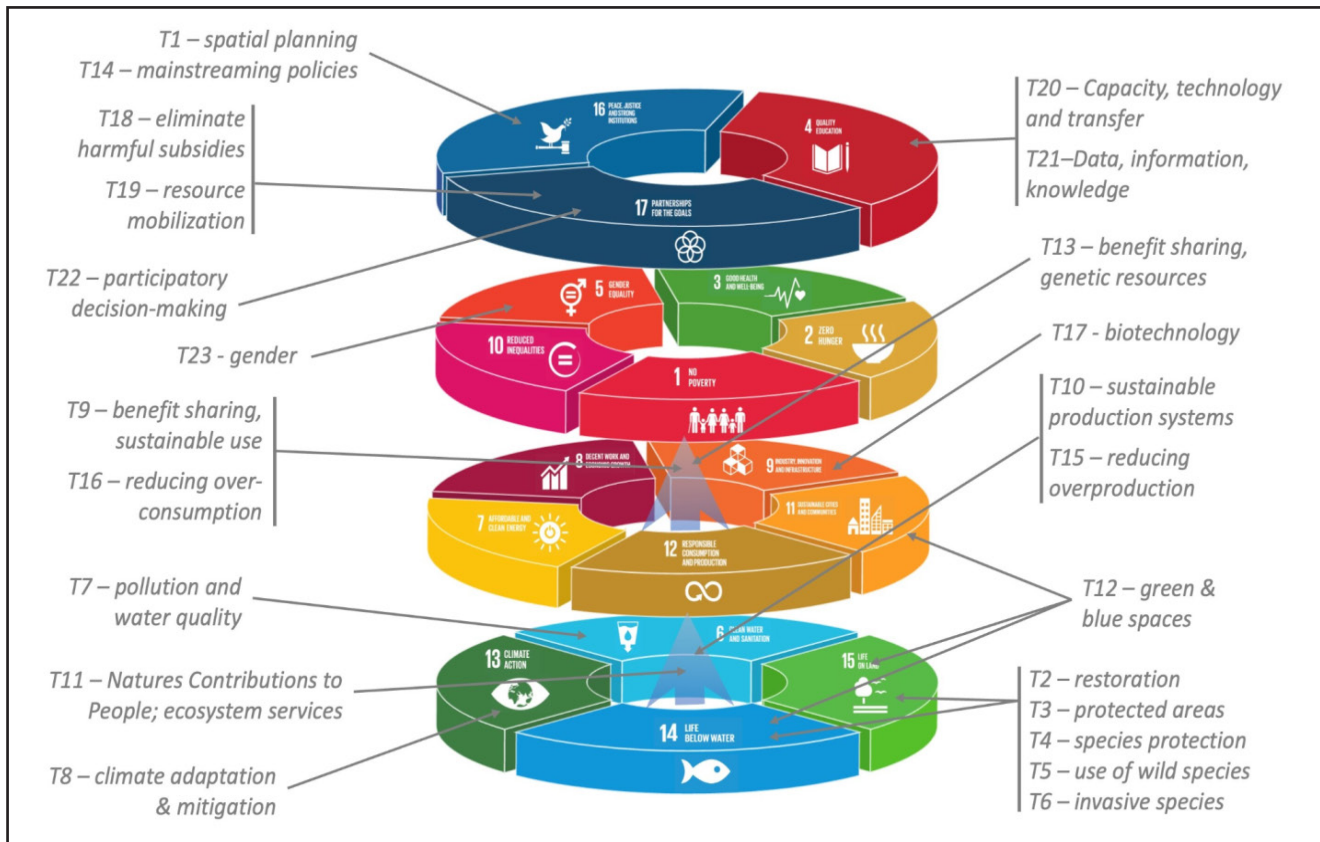 T1 – spatial planning
T14 – mainstreaming policies
T18 – eliminate
harmful subsidies
T19 – resource
mobilization
T22 – participatory
decision-making
T23 - gender
T9 – benefit sharing,
sustainable use
T16 – reducing over-
consumption
T7 – pollution and
water quality
T11 – Natures Contributions to
People; ecosystem services
T8 – climate adaptation
& mitigation
16 PEACE, JUSTICE
AND STRONG
INSTITUTIONS
4 QUALITY
EDUCATION
17 PARTNERSHIPS
FOR THE GOALS
5 GENDER
EQUALITY
3 GOOD HEALTH
AND WELL-BEING
10 REDUCED
INEQUALITIES
2 ZERO
HUNGER
1 NO
POVERTY
8 DECENT WORK AND
ECONOMIC GROWTH
9 INDUSTRY, INNOVATION
AND INFRASTRUCTURE
7 AFFORDABLE AND
CLEAN ENERGY
11 SUSTAINABLE CITIES
AND COMMUNITIES
12 RESPONSIBLE
CONSUMPTION
AND PRODUCTION
6 CLEAN WATER
AND SANITATION
13 CLIMATE
ACTION
15 LIFE
ON LAND
14 LIFE
BELOW WATER
T20 – Capacity, technology
and transfer
T21–Data, information,
knowledge
T13 – benefit sharing,
genetic resources
T17 - biotechnology
T10 – sustainable
production systems
T15 – reducing
overproduction
T12 – green &
blue spaces
T2 – restoration
T3 – protected areas
T4 – species protection
T5 – use of wild species
T6 – invasive species